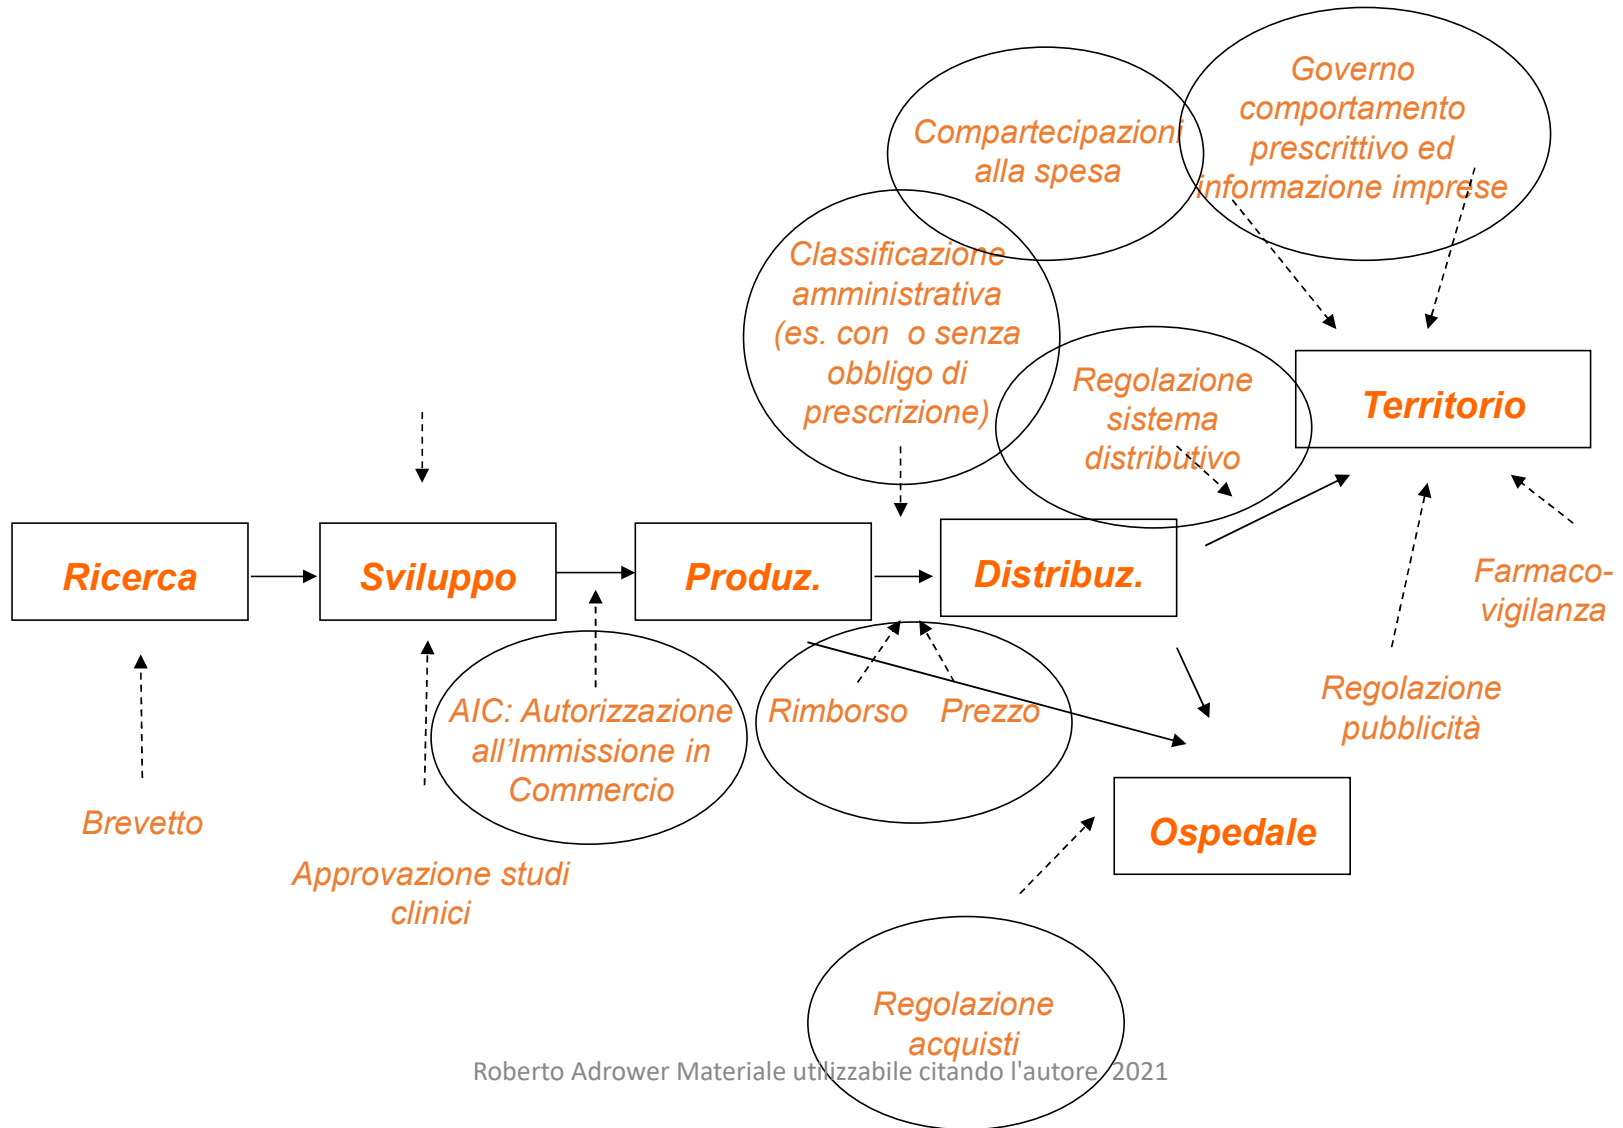 Governo
comportamento
prescrittivo ed
informazione imprese
Compartecipazioni
alla spesa
Classificazione
amministrativa
(es. con o senza
obbligo di
prescrizione)
Regolazione
sistema
distributivo
Territorio
Ricerca
Sviluppo
Produz.
Distribuz.
Farmaco-
vigilanza
AIC: Autorizzazione
all’Immissione in
Commercio
Rimborso Prezzo
Regolazione
pubblicità
Brevetto
Ospedale
Approvazione studi
clinici
Regolazione
acquisti
Roberto Adrower Materiale utilizzabile citando l'autore 2021